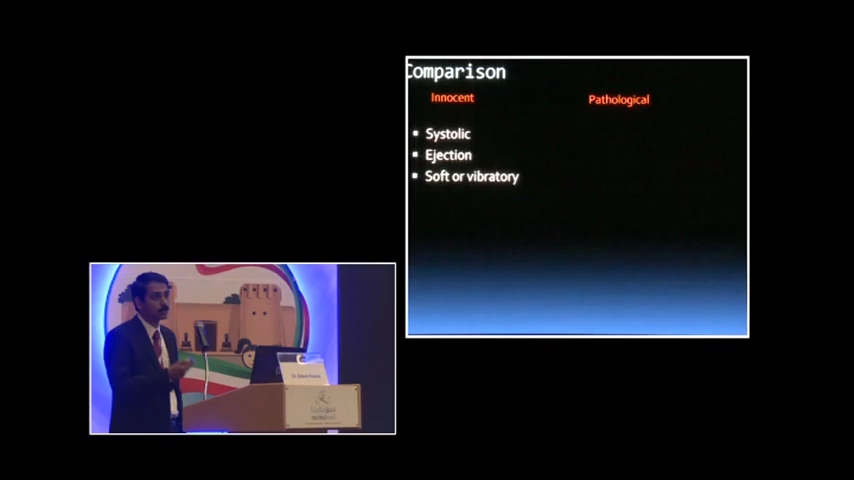 Comparison
Innocent
Pathological
▪ Systolic
▪ Ejection
▪ Soft or vibratory